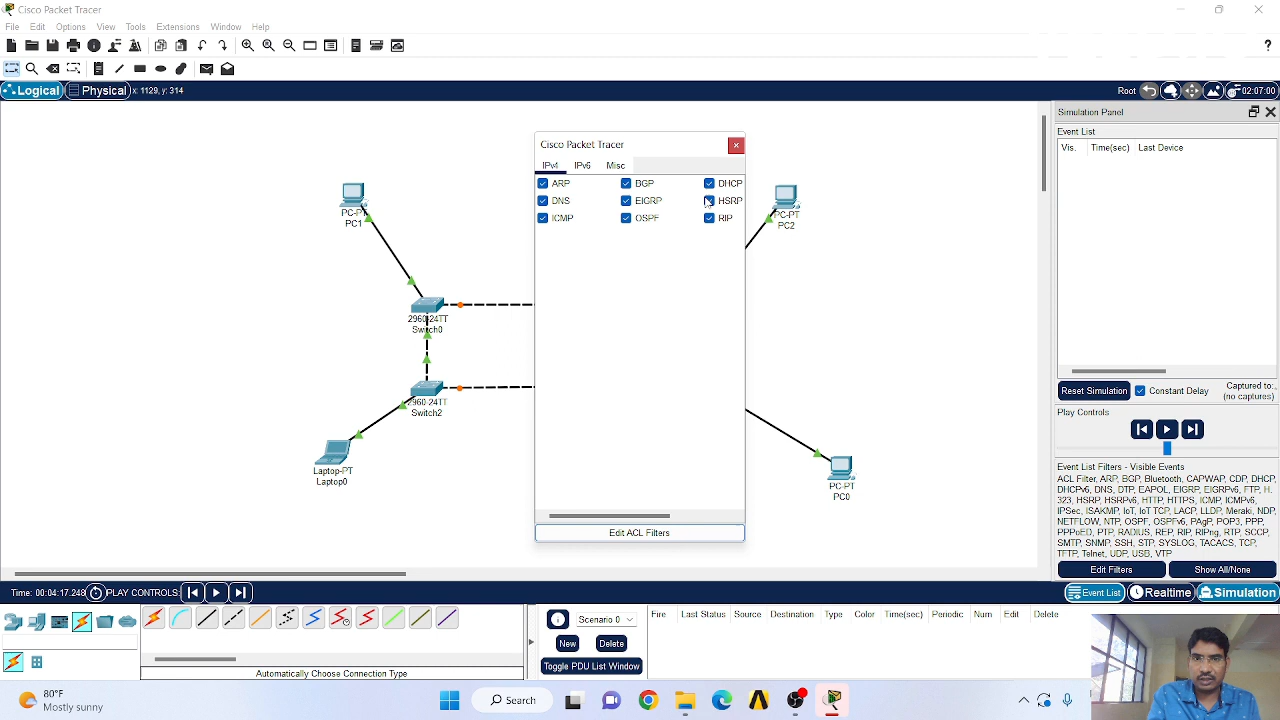 Cisco Packet Tracer
File Edit Options View Tools Extensions Window Help
?
Logical Physical x: 1129, y: 314
Root 02:07:00
PC-PT
PC1
2960-24TT
Switch0
2960-24TT
Switch2
Laptop-PT
Laptop0
Cisco Packet Tracer
IPv4 IPv6 Misc
ARP BGP DHCP
DNS EIGRP HSRP
ICMP OSPF RIP
Edit ACL Filters
PC-PT
PC2
PC-PT
PC0
Simulation Panel
Event List
Vis. Time(sec) Last Device
Reset Simulation Constant Delay Captured to:
(no captures)
Play Controls
Event List Filters - Visible Events
ACL Filter, ARP, BGP, Bluetooth, CAPWAP, CDP, DHCP,
DHCPv6, DNS, DTP, EAPOL, EIGRP, EIGRPv6, FTP, H.
323, HSRP, HSRPv6, HTTP, HTTPS, ICMP, ICMPv6,
IPSec, ISAKMP, IoT, IoT TCP, LACP, LLDP, Meraki, NDP,
NETFLOW, NTP, OSPF, OSPFv6, PAgP, POP3, PPP,
PPPoED, PTP, RADIUS, REP, RIP, RIPng, RTP, SCCP,
SMTP, SNMP, SSH, STP, SYSLOG, TACACS, TCP,
TFTP, Telnet, UDP, USB, VTP
Edit Filters Show All/None
Time: 00:04:17.248 PLAY CONTROLS:
Event List Realtime Simulation
Scenario 0
New Delete
Toggle PDU List Window
Fire Last Status Source Destination Type Color Time(sec) Periodic Num Edit Delete
Automatically Choose Connection Type
80°F
Mostly sunny
Search